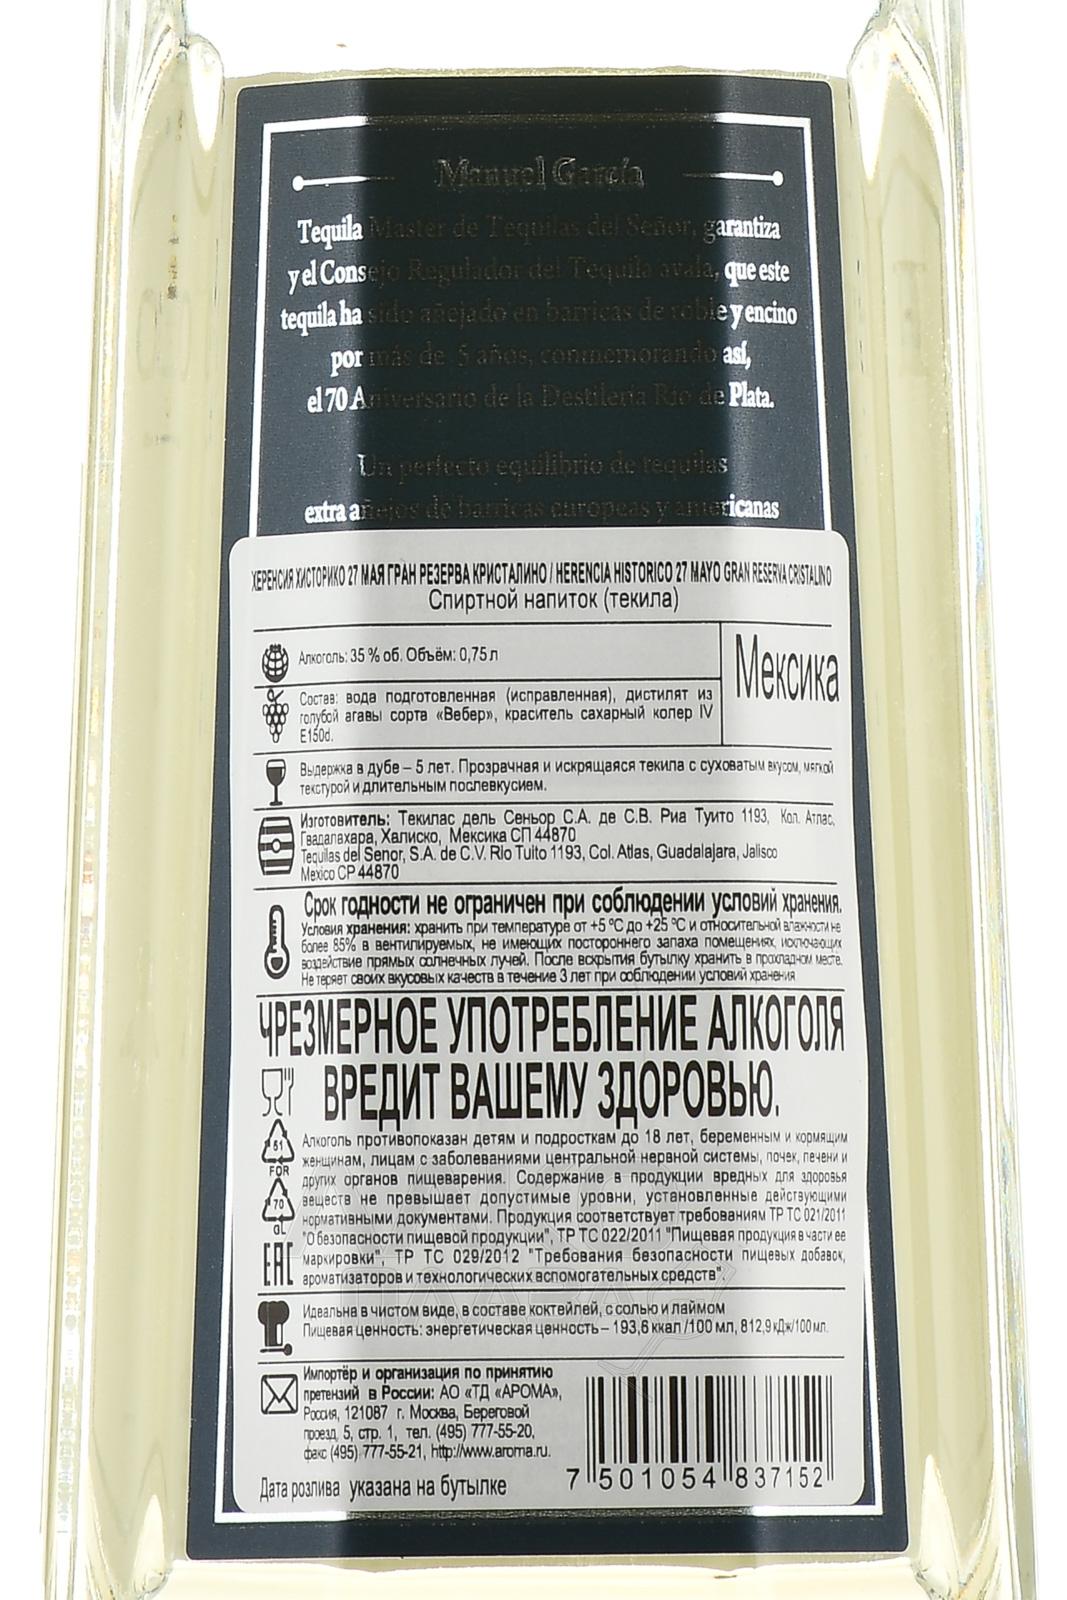 Manuel García
Tequila Master de Tequilas del Señor, garantiza
y el Consejo Regulador del Tequila avala, que este
tequila ha sido añejado en barricas de roble y encino
por más de 5 años, conmemorando así,
el 70 Aniversario de la Destilería Río de Plata.
Un perfecto equilibrio de tequilas
extra añejos de barricas europeas y americanas
ХЕРЕНСИЯ ХИСТОРИКО 27 МАЯ ГРАН РЕЗЕРВА КРИСТАЛИНО / HERENCIA HISTORICO 27 MAYO GRAN RESERVA CRISTALINO
Спиртной напиток (текила)
Алкоголь: 35 % об. Объём: 0,75 л
Мексика
Состав: вода подготовленная (исправленная), дистилят из
голубой агавы сорта «Вебер», краситель сахарный колер IV
E150d.
Выдержка в дубе – 5 лет. Прозрачная и искрящаяся текила с суховатым вкусом, мягкой
текстурой и длительным послевкусием.
Изготовитель: Текилас дель Сеньор С.А. де С.В. Риа Туито 1193, Кол. Атлас,
Гвадалахара, Халиско, Мексика СП 44870
Tequilas del Senor, S.A. de C.V. Rio Tuito 1193, Col. Atlas, Guadalajara, Jalisco
Mexico CP 44870
Срок годности не ограничен при соблюдении условий хранения.
Условия хранения: хранить при температуре от +5 °С до +25 °С и относительной влажности не
более 85% в вентилируемых, не имеющих постороннего запаха помещениях, исключающих
воздействие прямых солнечных лучей. После вскрытия бутылку хранить в прохладном месте.
Не теряет своих вкусовых качеств в течение 3 лет при соблюдении условий хранения
ЧРЕЗМЕРНОЕ УПОТРЕБЛЕНИЕ АЛКОГОЛЯ
ВРЕДИТ ВАШЕМУ ЗДОРОВЬЮ.
Алкоголь противопоказан детям и подросткам до 18 лет, беременным и кормящим
женщинам, лицам с заболеваниями центральной нервной системы, почек, печени и
других органов пищеварения. Содержание в продукции вредных для здоровья
веществ не превышает допустимые уровни, установленные действующими
нормативными документами. Продукция соответствует требованиям ТР ТС 021/2011
"О безопасности пищевой продукции", ТР ТС 022/2011 "Пищевая продукция в части ее
маркировки", ТР ТС 029/2012 "Требования безопасности пищевых добавок,
ароматизаторов и технологических вспомогательных средств".
51
FOR
70
GL
EAC
Идеальна в чистом виде, в составе коктейлей, с солью и лаймом
Пищевая ценность: энергетическая ценность – 193,6 ккал /100 мл, 812,9 кДж/100 мл.
Импортёр и организация по принятию
претензий в России: АО «ТД «АРОМА»,
Россия, 121087 г. Москва, Береговой
проезд, 5, стр. 1, тел. (495) 777-55-20,
факс (495) 777-55-21, http://www.aroma.ru.
Дата розлива указана на бутылке
7 501054 837152